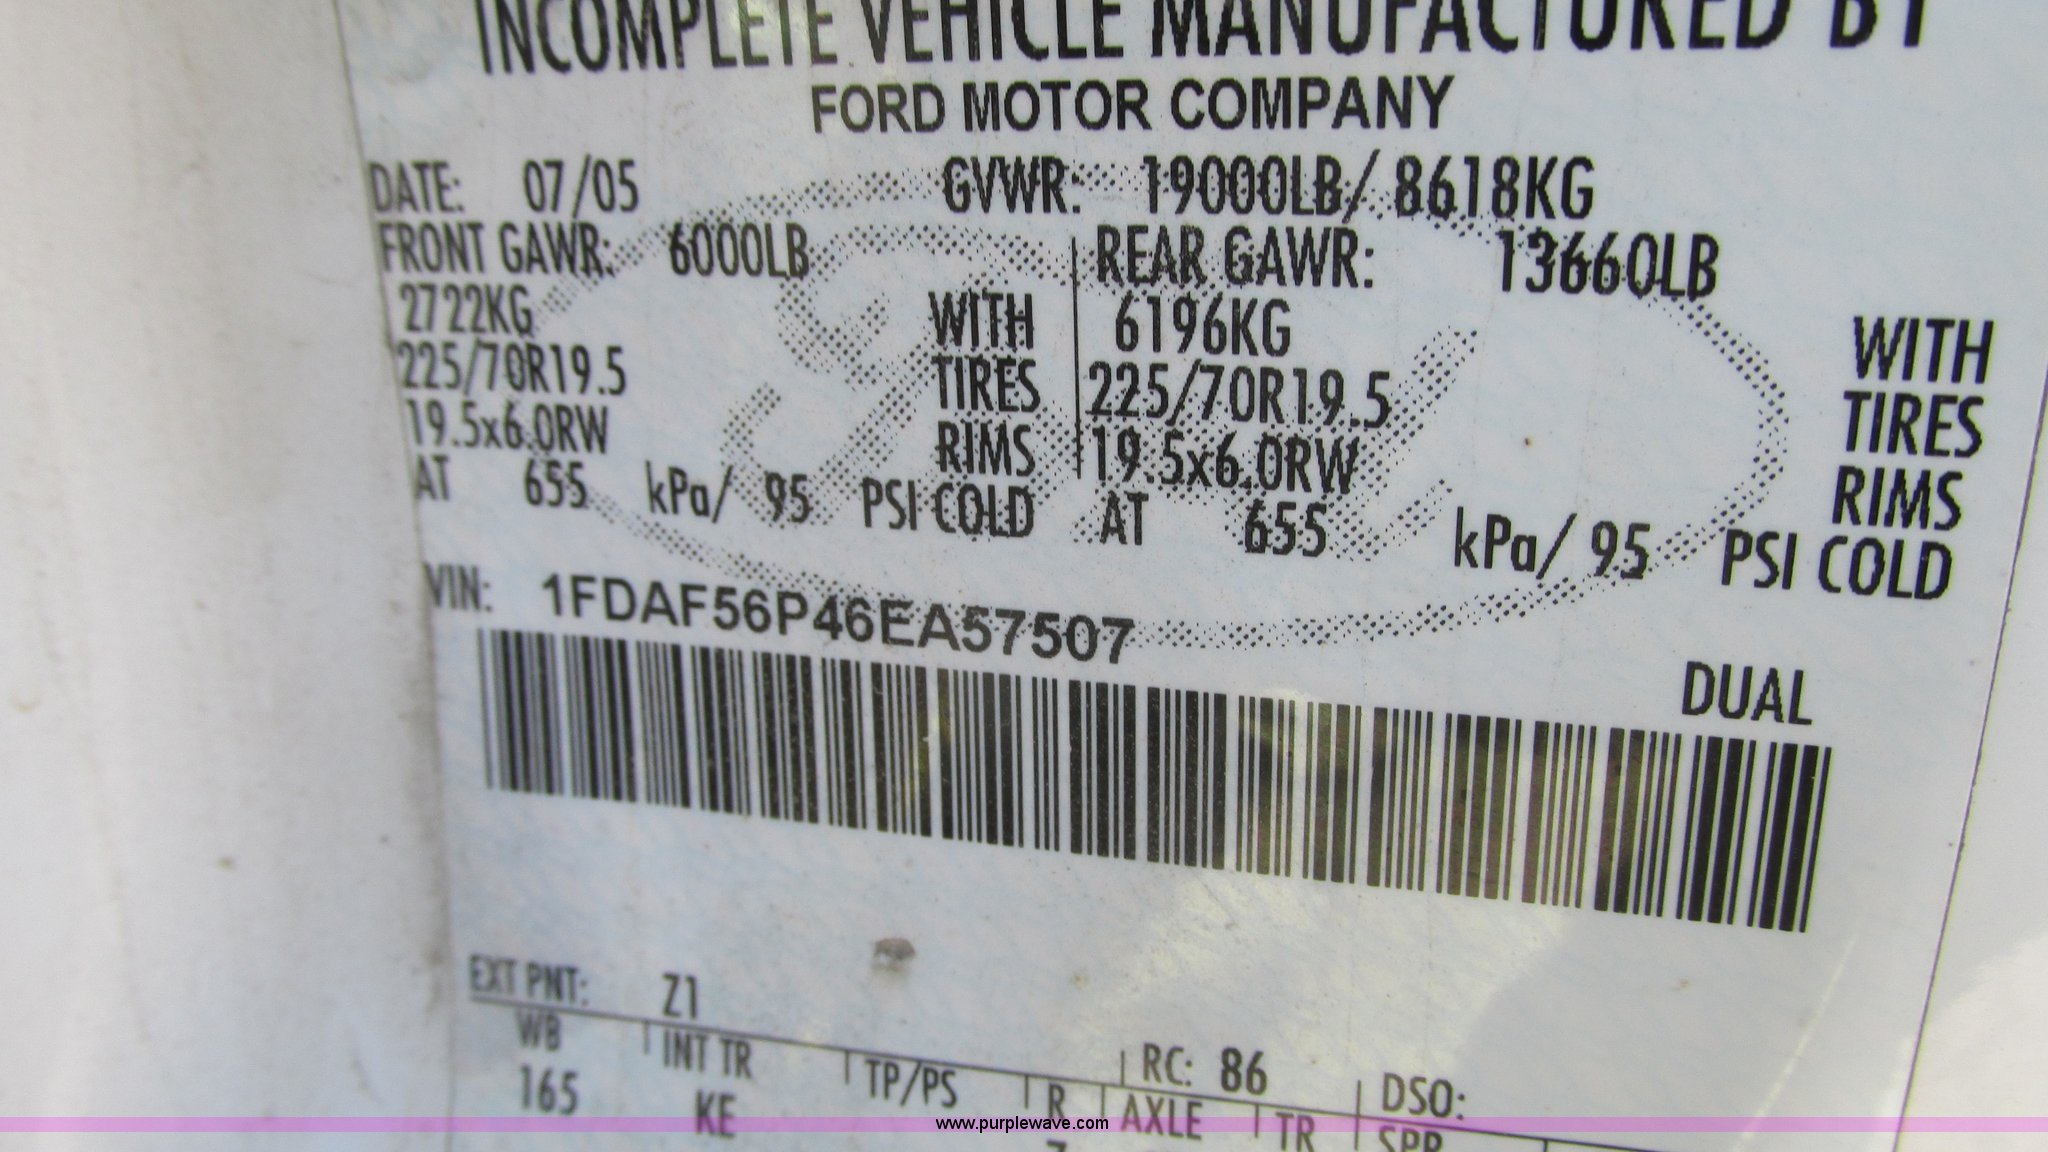 INCOMPLETE VEHICLE MANUFACTURED BY
FORD MOTOR COMPANY
DATE: 07/05 GVWR: 19000LB/ 8618KG
FRONT GAWR: 6000LB REAR GAWR: 13660LB
2722KG WITH 6196KG WITH
225/70R19.5 TIRES 225/70R19.5 TIRES
19.5x6.0RW RIMS 19.5x6.0RW RIMS
AT 655 kPa/ 95 PSI COLD AT 655 kPa/ 95 PSI COLD
VIN: 1FDAF56P46EA57507
DUAL
EXT PNT: Z1 RC: 86 DSO:
WB INT TR TP/PS R AXLE TR SPR
165 KE
www.purplewave.com